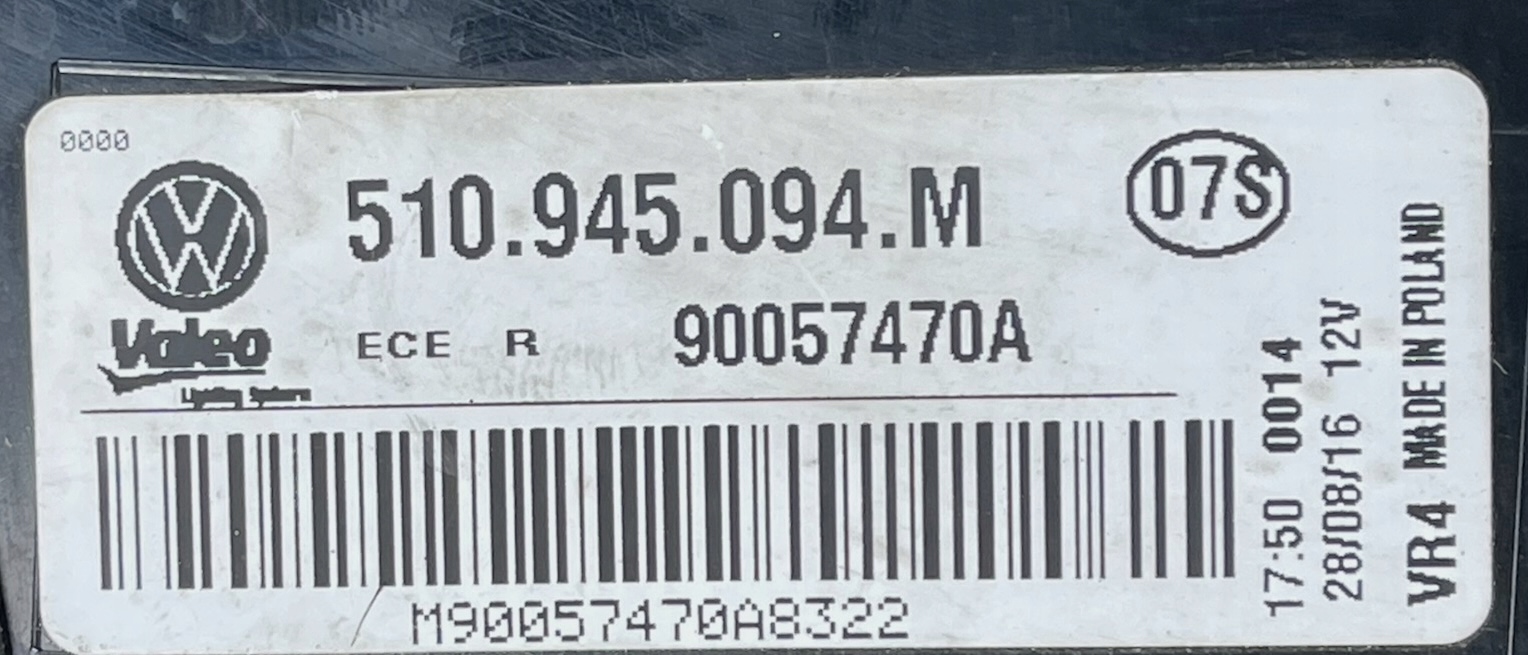 0000
510.945.094.M
07S
Valeo
ECE R 90057470A
M90057470A8322
17:50 0014
28/08/16 12V
VR4 MADE IN POLAND